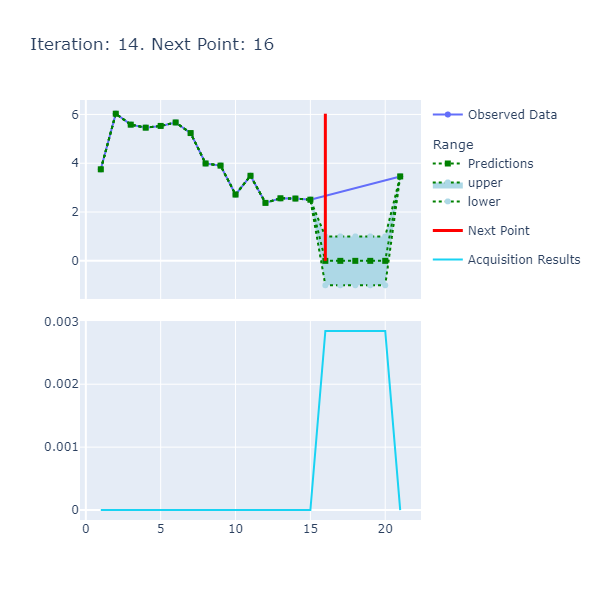 Iteration: 14. Next Point: 16
6
4
2
0
Observed Data
Range
Predictions
upper
lower
Next Point
Acquisition Results
0.003
0.002
0.001
0
0 5 10 15 20